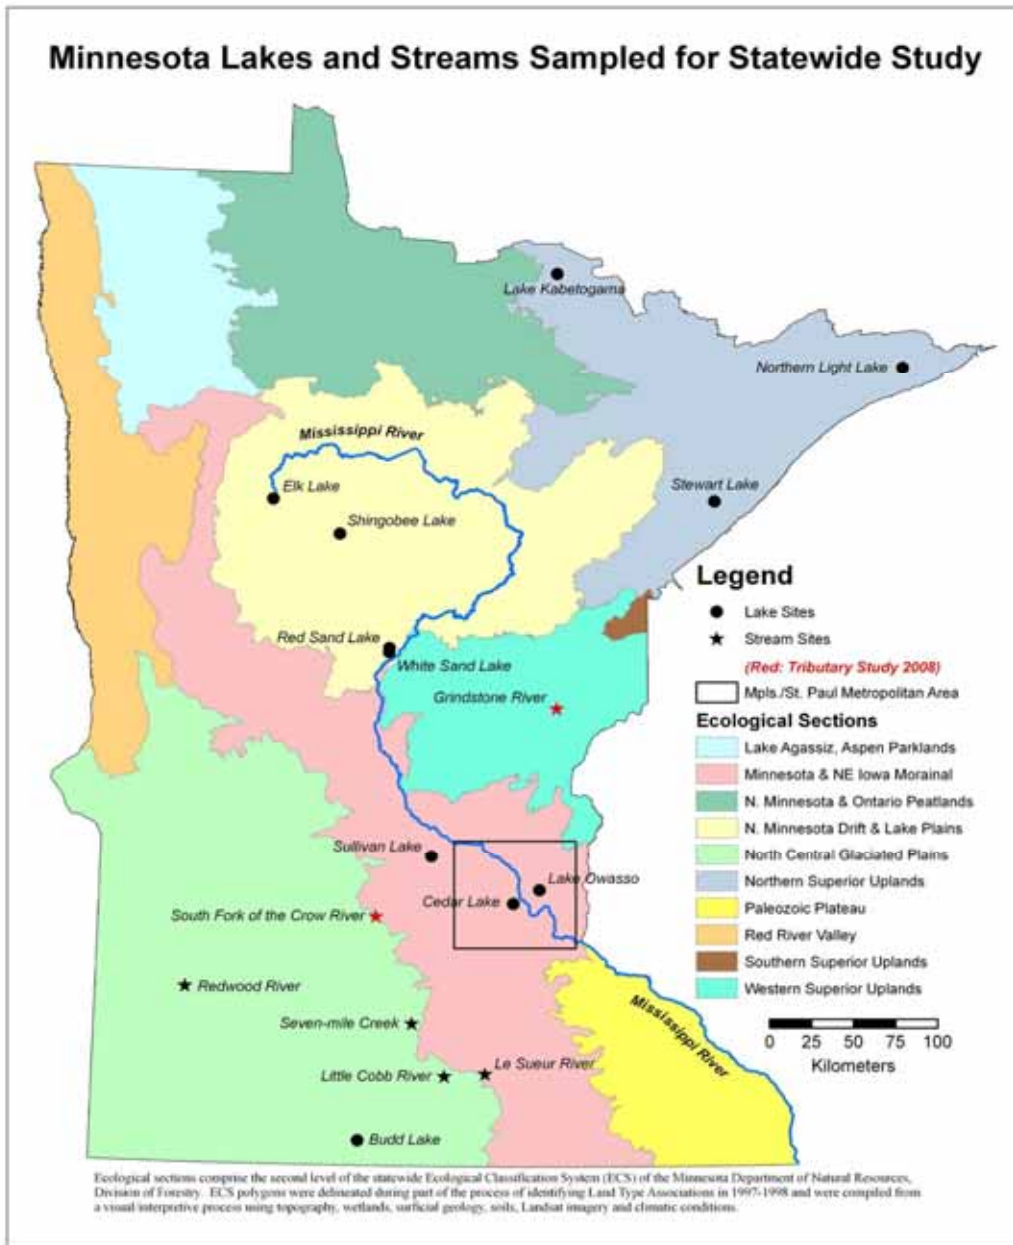 Minnesota Lakes and Streams Sampled for Statewide Study
Lake Kabetogama
Northern Light Lake
Mississippi River
Elk Lake
Stewart Lake
Shingobee Lake
Legend
Lake Sites
Stream Sites
(Red: Tributary Study 2008)
Mpls./St. Paul Metropolitan Area
Ecological Sections
Lake Agassiz, Aspen Parklands
Minnesota & NE Iowa Morainal
N. Minnesota & Ontario Peatlands
N. Minnesota Drift & Lake Plains
North Central Glaciated Plains
Northern Superior Uplands
Paleozoic Plateau
Red River Valley
Southern Superior Uplands
Western Superior Uplands
0 25 50 75 100
Kilometers
Red Sand Lake
White Sand Lake
Grindstone River
Sullivan Lake
Lake Owasso
Cedar Lake
South Fork of the Crow River
Redwood River
Mississippi River
Seven-mile Creek
Le Sueur River
Little Cobb River
Budd Lake
Ecological sections comprise the second level of the statewide Ecological Classification System (ECS) of the Minnesota Department of Natural Resources,
Division of Forestry. ECS polygons were delineated during part of the process of identifying Land Type Associations in 1997-1998 and were compiled from
a visual/interpretive process using topography, wetlands, surficial geology, soils, Landsat imagery and climatic conditions.